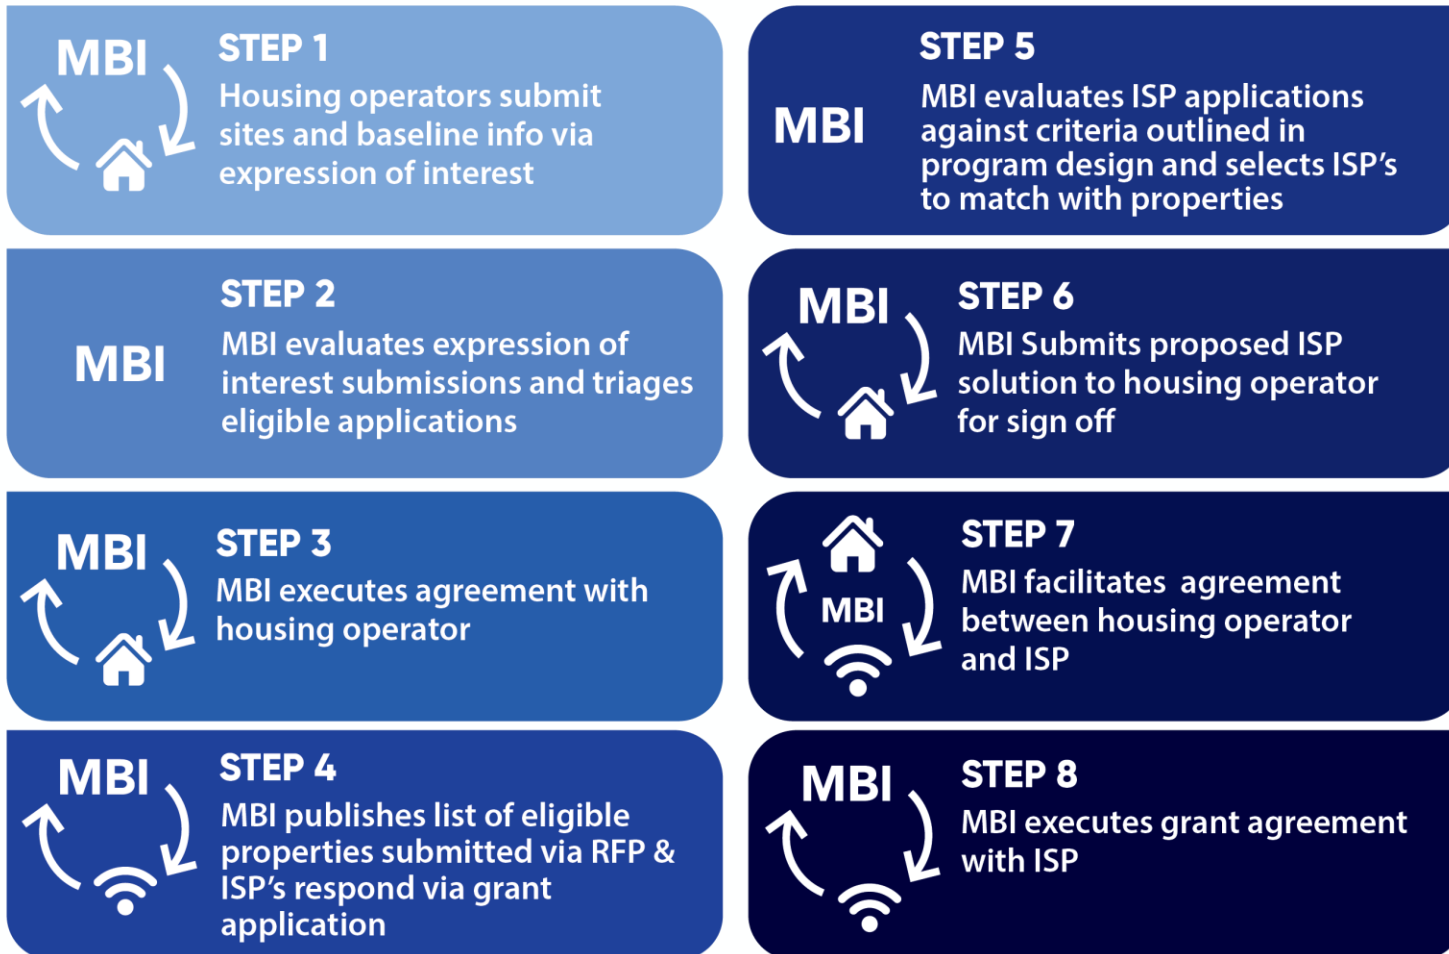 MBI
STEP 1
Housing operators submit
sites and baseline info via
expression of interest
MBI
STEP 2
MBI evaluates expression of
interest submissions and triages
eligible applications
MBI
STEP 3
MBI executes agreement with
housing operator
MBI
STEP 4
MBI publishes list of eligible
properties submitted via RFP &
ISP’s respond via grant
application
MBI
STEP 5
MBI evaluates ISP applications
against criteria outlined in
program design and selects ISP’s
to match with properties
MBI
STEP 6
MBI Submits proposed ISP
solution to housing operator
for sign off
MBI
STEP 7
MBI facilitates  agreement
between housing operator
and ISP
MBI
STEP 8
MBI executes grant agreement
with ISP